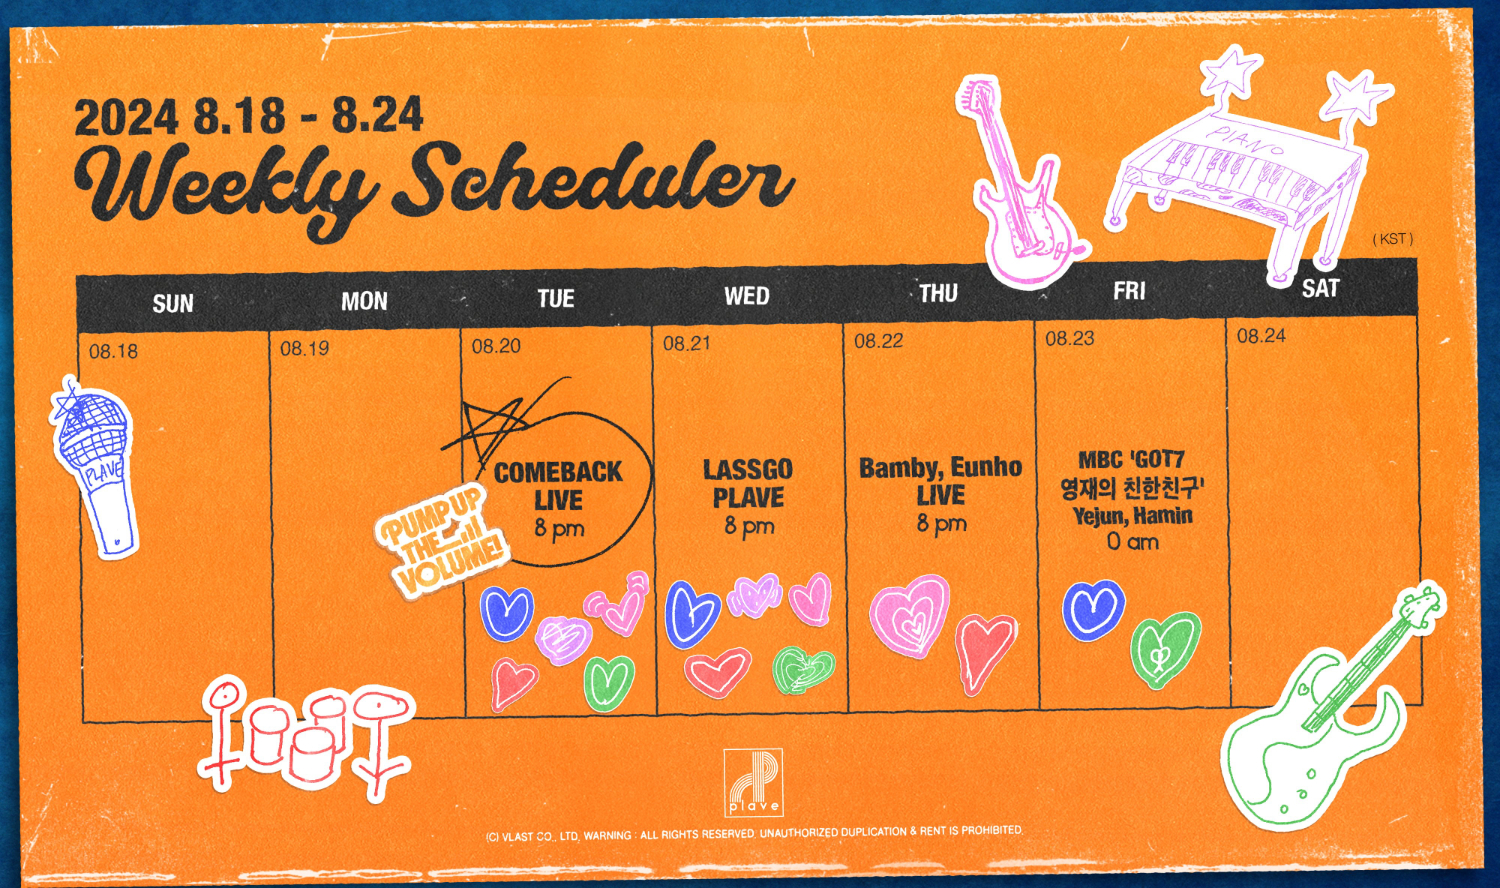 2024 8.18 - 8.24
Weekly Scheduler
PIANO
( KST )
SUN MON TUE WED THU FRI SAT
08.18 08.19 08.20 08.21 08.22 08.23 08.24
PLAVE
COMEBACK
LIVE
8 pm
PUMP UP
THE
VOLUME!
LASSGO
PLAVE
8 pm
Bamby, Eunho
LIVE
8 pm
MBC 'GOT7
영재의 친한친구'
Yejun, Hamin
0 am
plave
(C) VLAST CO., LTD, WARNING : ALL RIGHTS RESERVED. UNAUTHORIZED DUPLICATION & RENT IS PROHIBITED.